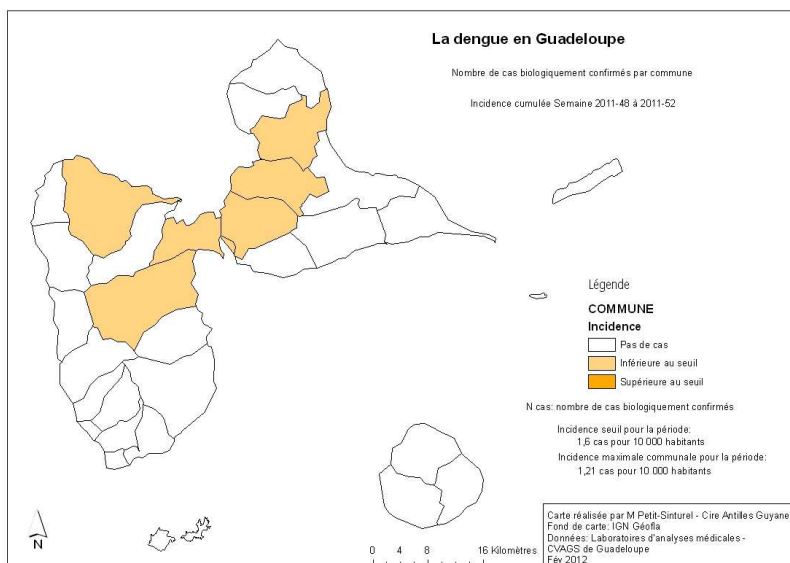 La dengue en Guadeloupe
Nombre de cas biologiquement confirmés par commune
Incidence cumulée Semaine 2011-48 à 2011-52
Légende
COMMUNE
Incidence
Pas de cas
Inférieure au seuil
Supérieure au seuil
N cas: nombre de cas biologiquement confirmés
Incidence seuil pour la période:
1,6 cas pour 10 000 habitants
Incidence maximale communale pour la période:
1,21 cas pour 10 000 habitants
N
0 4 8 16 Kilomètres
Carte réalisée par M Petit-Sinturel - Cire Antilles Guyane
Fond de carte: IGN Géofla
Données: Laboratoires d'analyses médicales -
CVAGS de Guadeloupe
Fév 2012